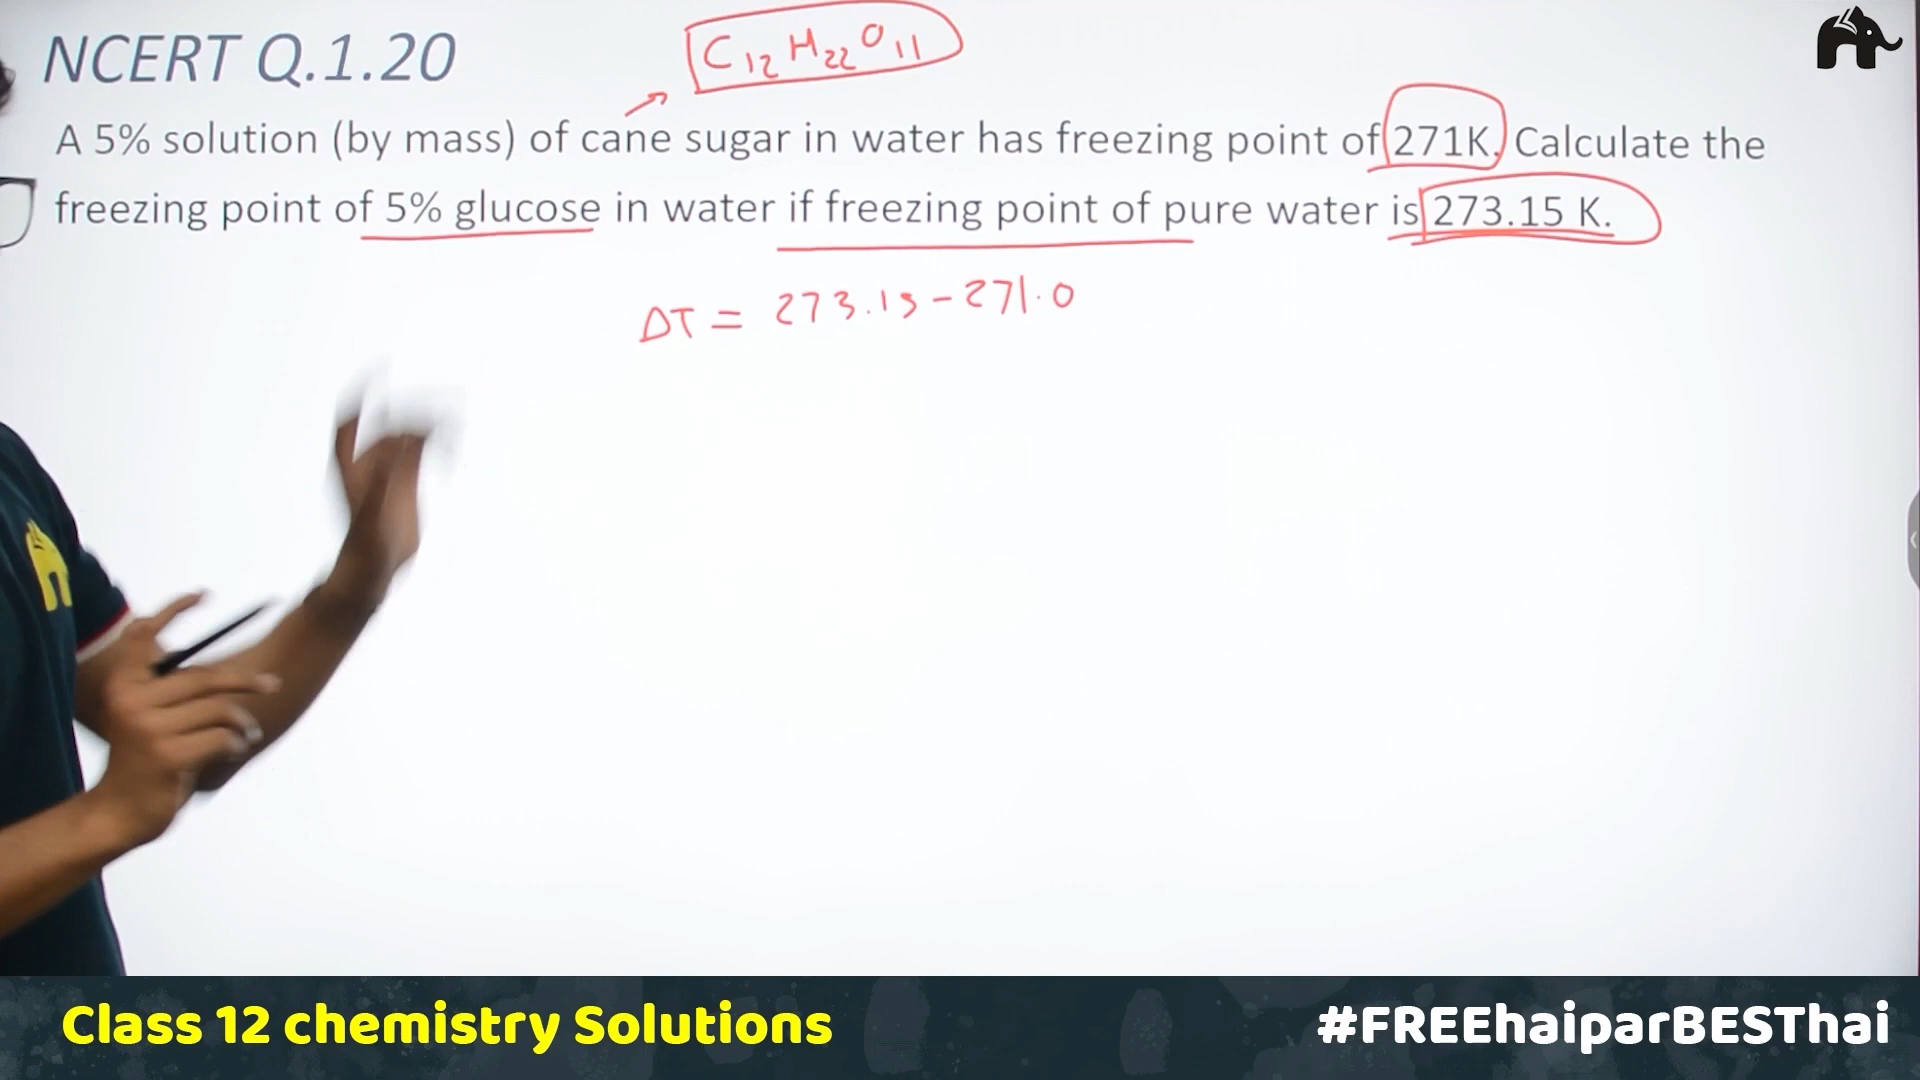 NCERT Q.1.20
C12H22O11
A 5% solution (by mass) of cane sugar in water has freezing point of 271K. Calculate the
freezing point of 5% glucose in water if freezing point of pure water is 273.15 K.
ΔT = 273.15 - 271.0
Class 12 chemistry Solutions
#FREEhaiparBESThai